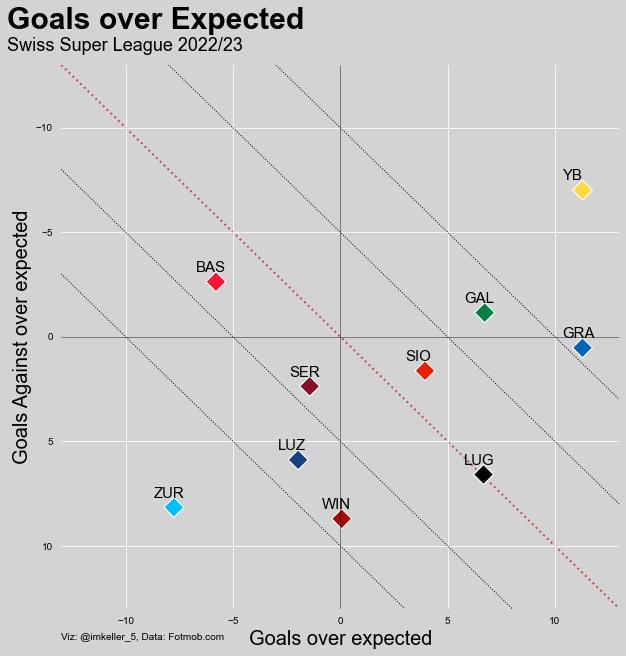 Goals over Expected
Swiss Super League 2022/23
−10
YB
−5
BAS
GAL
0
GRA
SIO
SER
5
LUZ
LUG
ZUR
WIN
10
−10
−5
0
5
10
Goals Against over expected
Viz: @imkeller_5, Data: Fotmob.com
Goals over expected